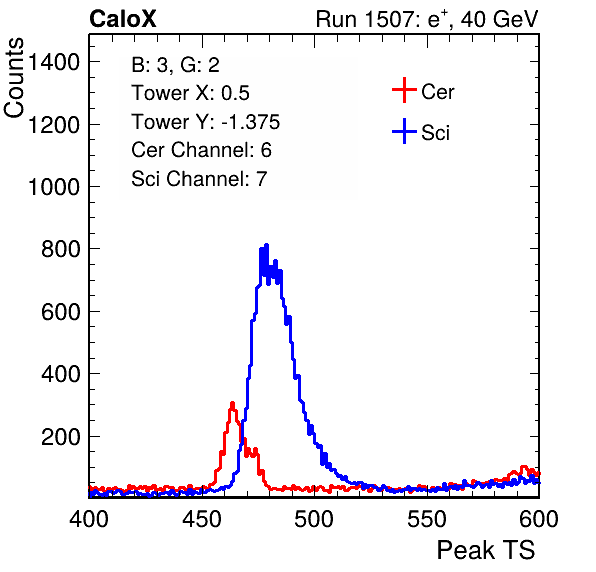 CaloX
Run 1507: e+, 40 GeV
Counts
1400
1200
1000
800
600
400
200
B: 3, G: 2
Tower X: 0.5
Tower Y: -1.375
Cer Channel: 6
Sci Channel: 7
Cer
Sci
400
450
500
550
600
Peak TS